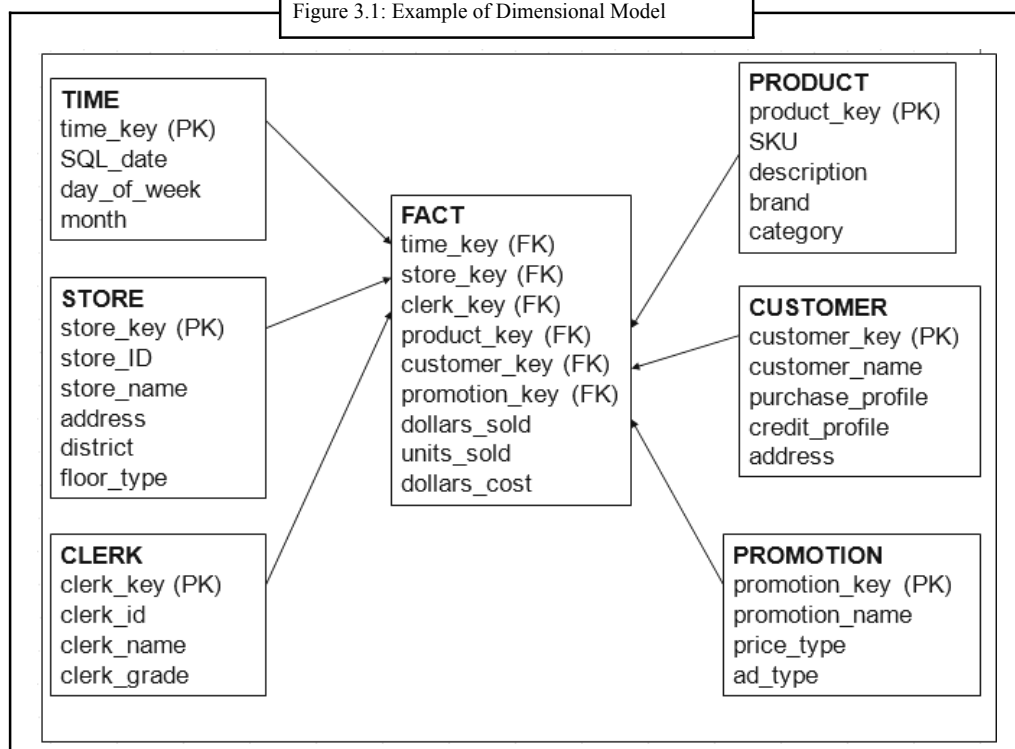 Figure 3.1: Example of Dimensional Model
TIME
time_key (PK)
SQL_date
day_of_week
month
STORE
store_key (PK)
store_ID
store_name
address
district
floor_type
CLERK
clerk_key (PK)
clerk_id
clerk_name
clerk_grade
FACT
time_key (FK)
store_key (FK)
clerk_key (FK)
product_key (FK)
customer_key (FK)
promotion_key (FK)
dollars_sold
units_sold
dollars_cost
PRODUCT
product_key (PK)
SKU
description
brand
category
CUSTOMER
customer_key (PK)
customer_name
purchase_profile
credit_profile
address
PROMOTION
promotion_key (PK)
promotion_name
price_type
ad_type